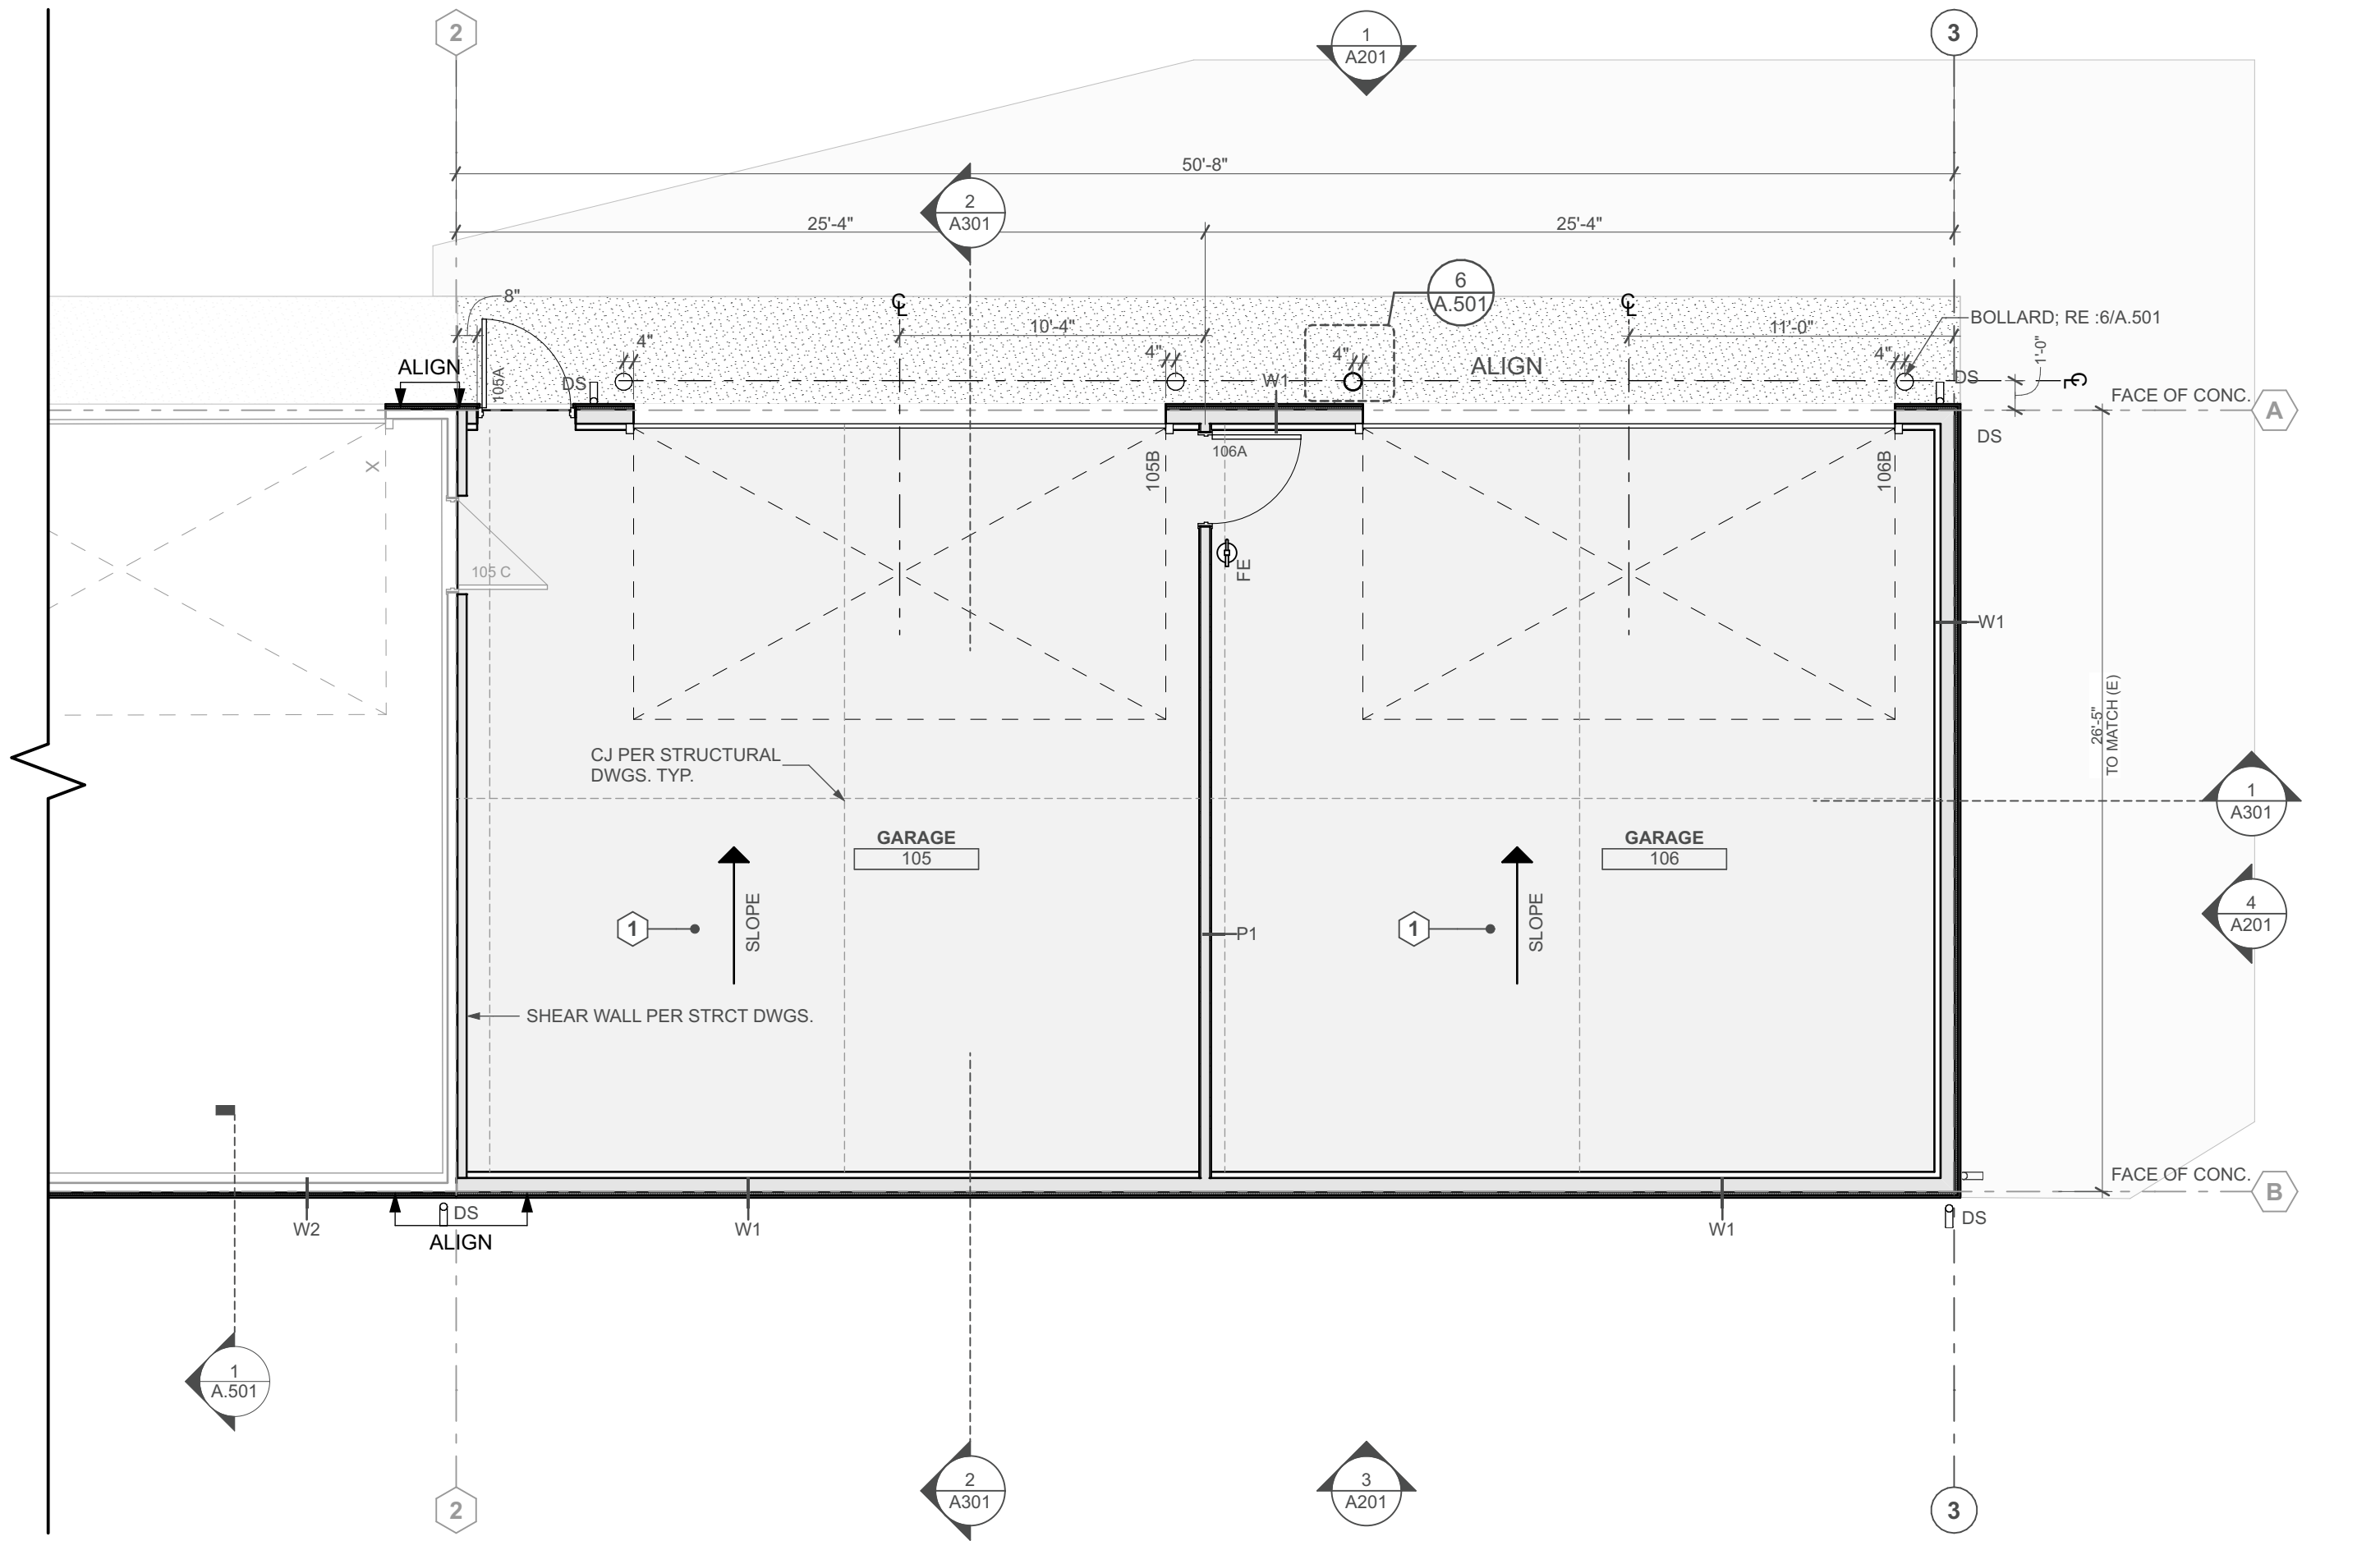 2
1
A201
3
50'-8"
2
A301
25'-4"
25'-4"
8"
℄
10'-4"
6
A.501
℄
11'-0"
BOLLARD; RE :6/A.501
4"
4"
4"
4"
1'-0"
ALIGN
ALIGN
105A
DS
W1
DS
℄
FACE OF CONC.
A
DS
X
105B
106A
106B
105 C
FE
W1
26'-5"
TO MATCH (E)
CJ PER STRUCTURAL
DWGS. TYP.
1
A301
GARAGE
105
GARAGE
106
SLOPE
SLOPE
1
1
4
A201
P1
SHEAR WALL PER STRCT DWGS.
FACE OF CONC.
B
W2
DS
ALIGN
W1
W1
DS
1
A.501
2
2
A301
3
A201
3